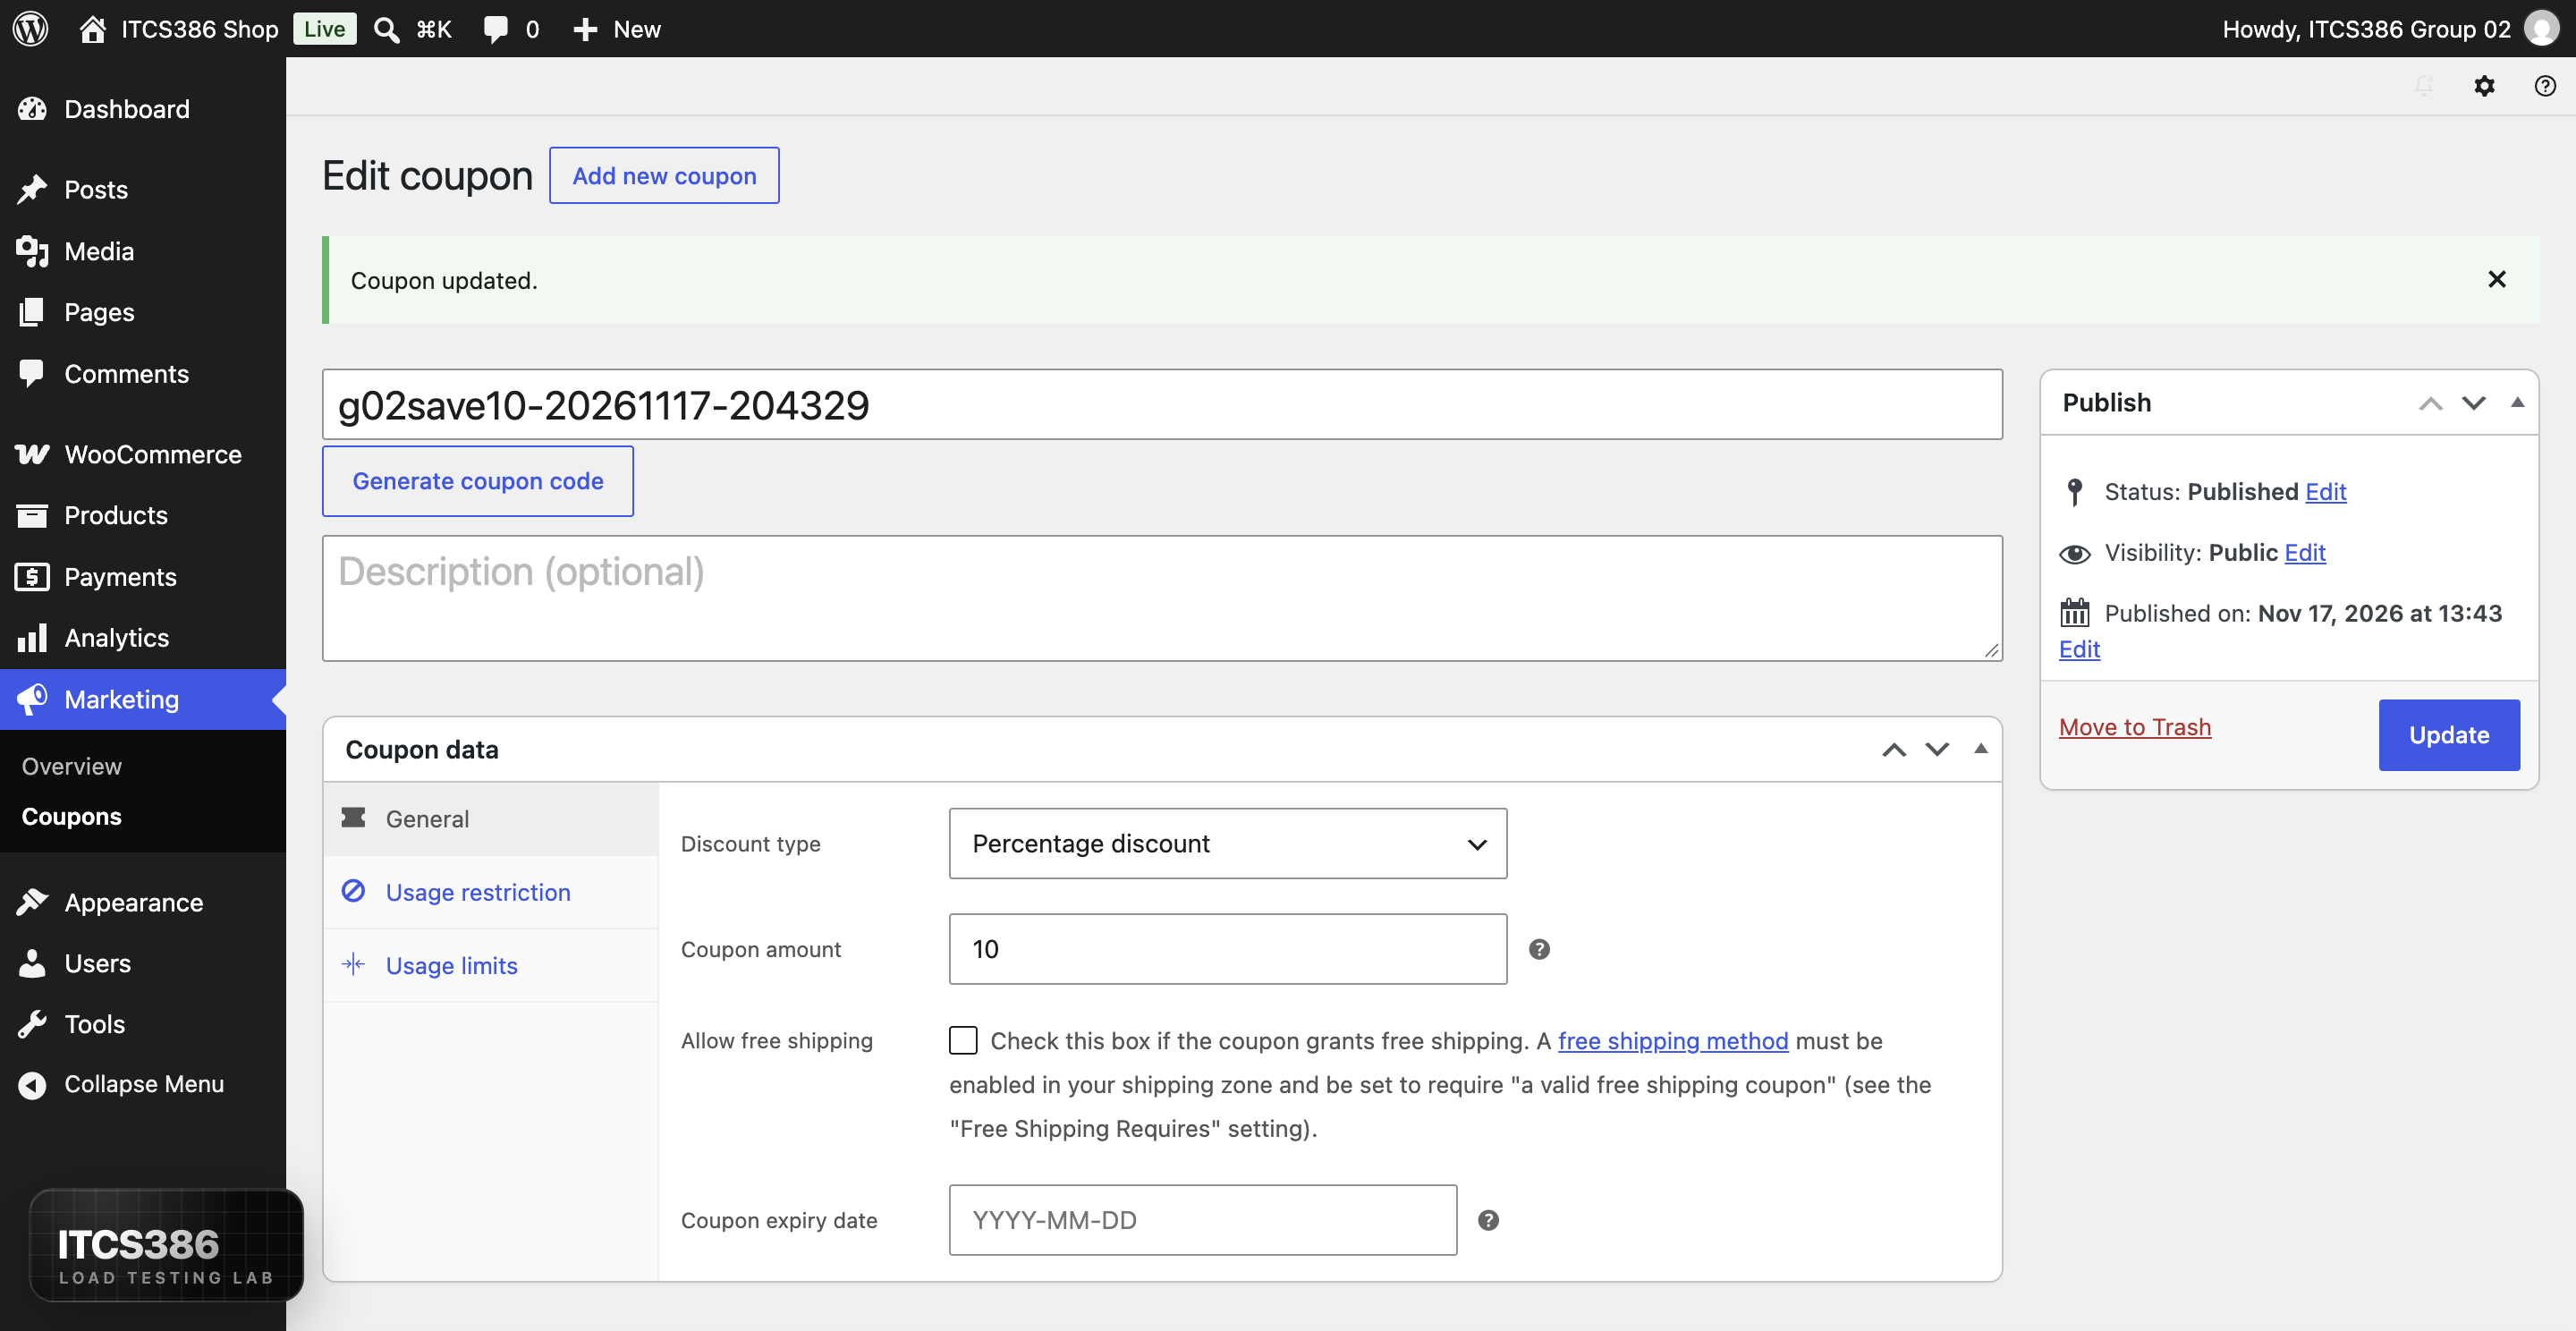 ITCS386 Shop Live ⌘K 0 New
Howdy, ITCS386 Group 02
Dashboard
Posts
Media
Pages
Comments
WooCommerce
Products
Payments
Analytics
Marketing
Overview
Coupons
Appearance
Users
Tools
Collapse Menu
ITCS386
LOAD TESTING LAB
Edit coupon
Add new coupon
Coupon updated.
g02save10-20261117-204329
Generate coupon code
Description (optional)
Coupon data
General
Usage restriction
Usage limits
Discount type
Percentage discount
Coupon amount
10
Allow free shipping
Check this box if the coupon grants free shipping. A free shipping method must be
enabled in your shipping zone and be set to require "a valid free shipping coupon" (see the
"Free Shipping Requires" setting).
Coupon expiry date
YYYY-MM-DD
Publish
Status: Published Edit
Visibility: Public Edit
Published on: Nov 17, 2026 at 13:43
Edit
Move to Trash
Update